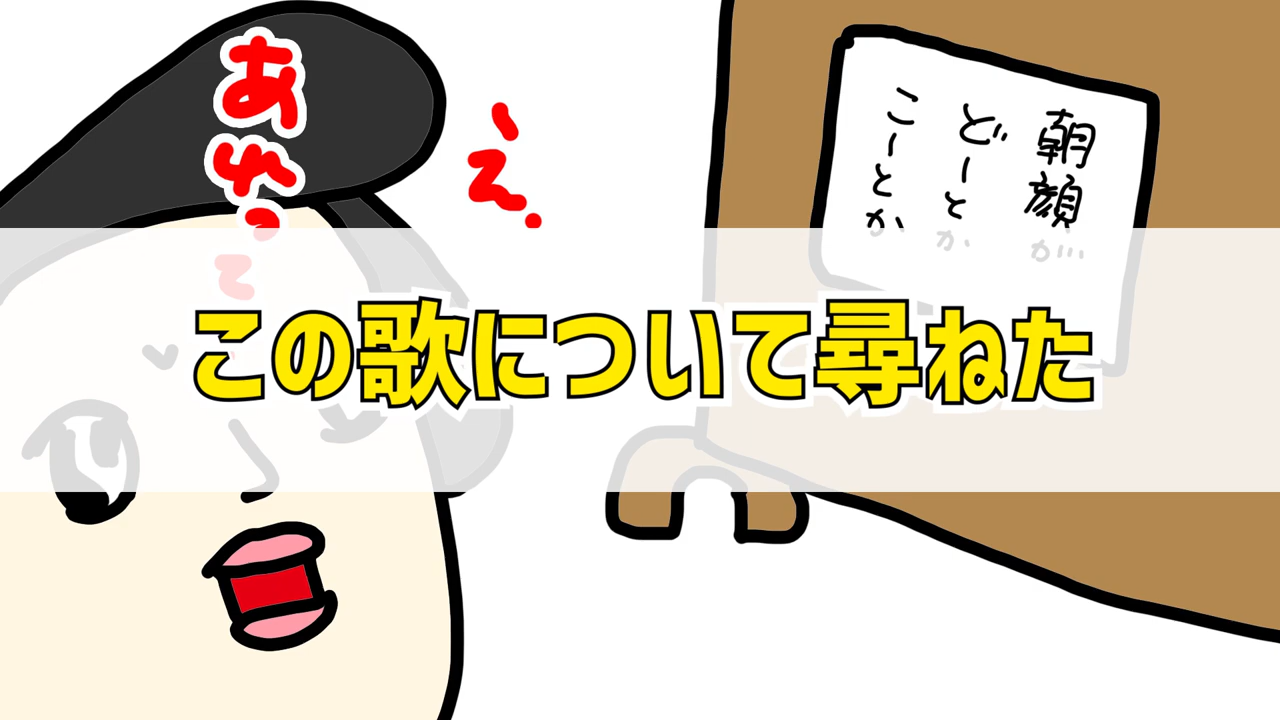 あれって
え。
朝顔が…
どーとか
こーとか
この歌について尋ねた